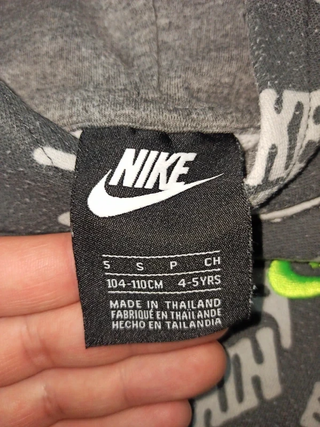 NIKE
S S P CH
104-110CM 4-5YRS
MADE IN THAILAND
FABRIQUÉ EN THAÏLANDE
HECHO EN TAILANDIA